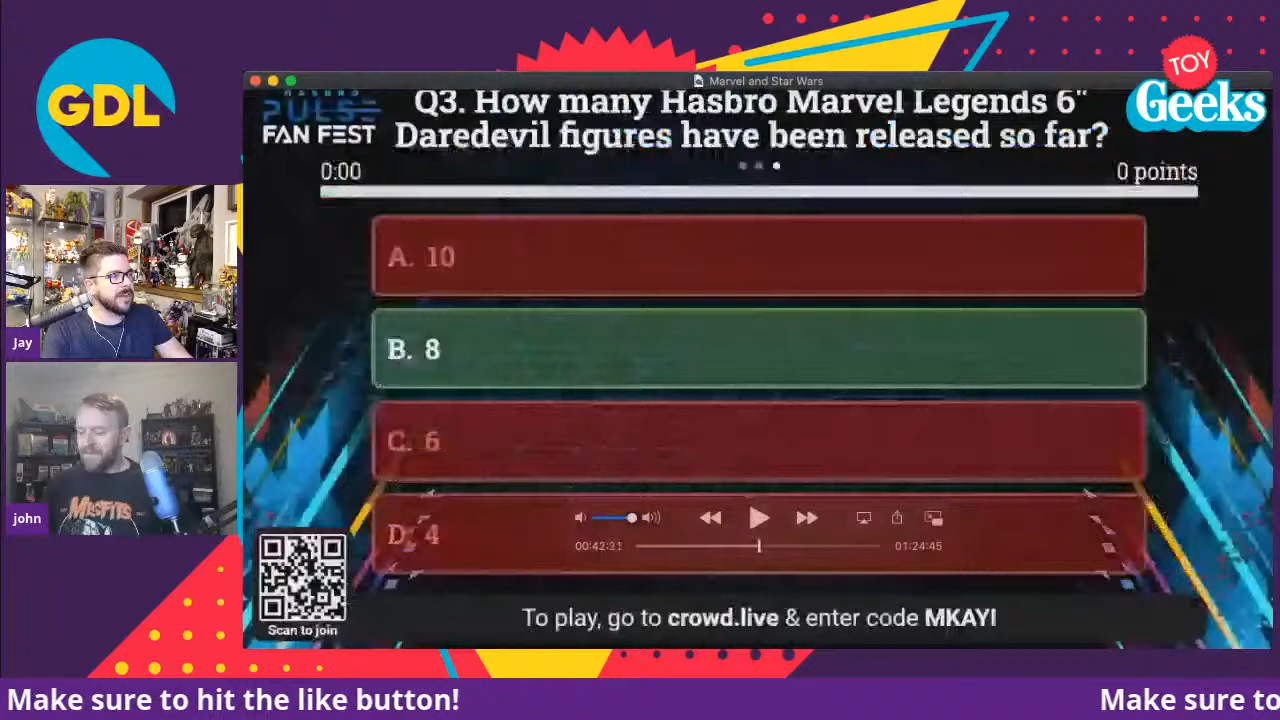 GDL
TOY
Geeks
Marvel and Star Wars
HASBRO
PULSE
FAN FEST
Q3. How many Hasbro Marvel Legends 6"
Daredevil figures have been released so far?
0:00
0 points
A. 10
B. 8
C. 6
D. 4
00:42:31
01:24:45
Jay
MISFITS
john
Scan to join
To play, go to crowd.live & enter code MKAYI
Make sure to hit the like button!
Make sure to